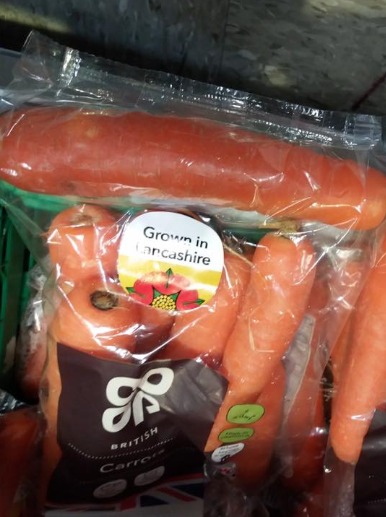 Grown in
Lancashire
BRITISH
Carrots